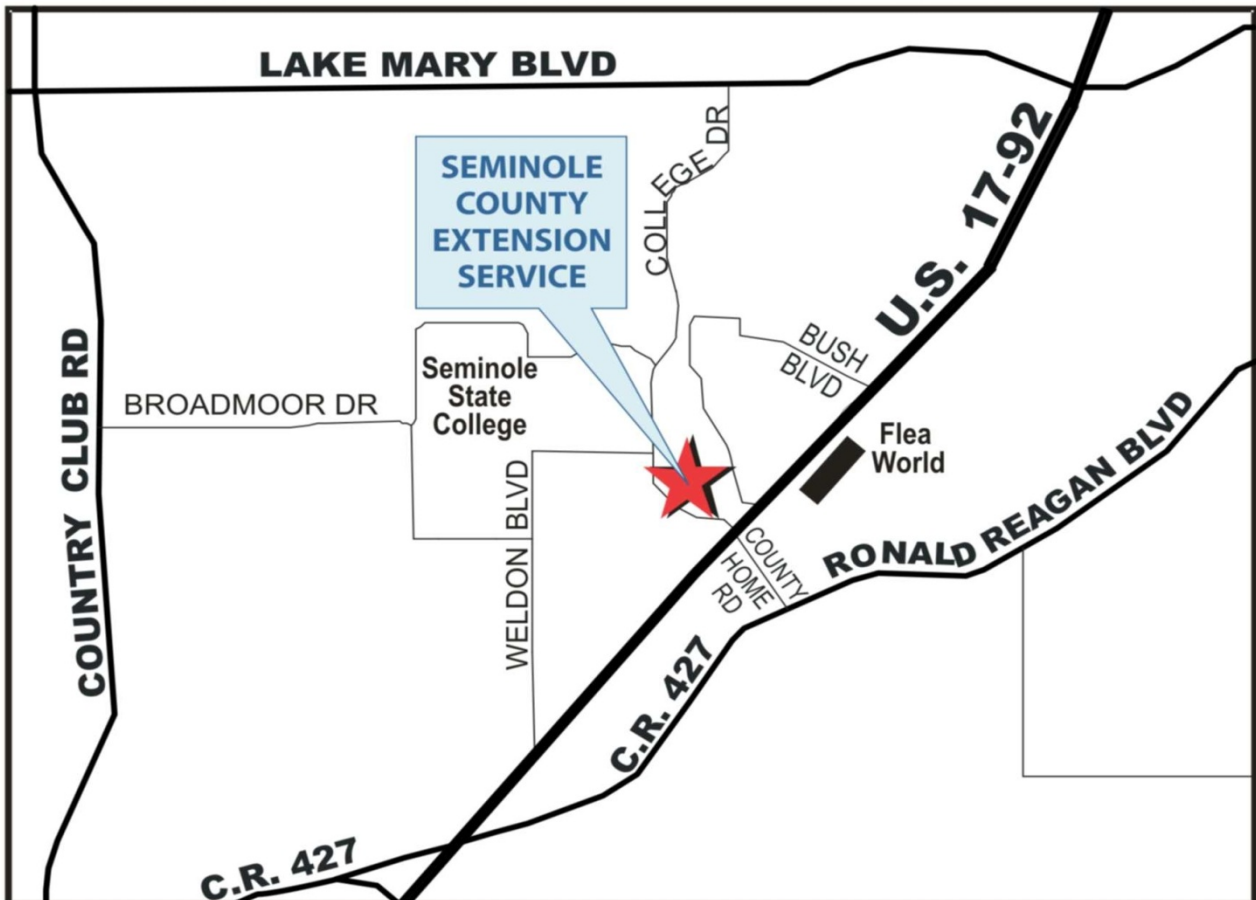 LAKE MARY BLVD
COLLEGE DR
U.S. 17-92
SEMINOLE
COUNTY
EXTENSION
SERVICE
BUSH
BLVD
COUNTRY CLUB RD
BROADMOOR DR
Seminole
State
College
Flea
World
WELDON BLVD
RONALD REAGAN BLVD
COUNTY
HOME
RD
C.R. 427
C.R. 427